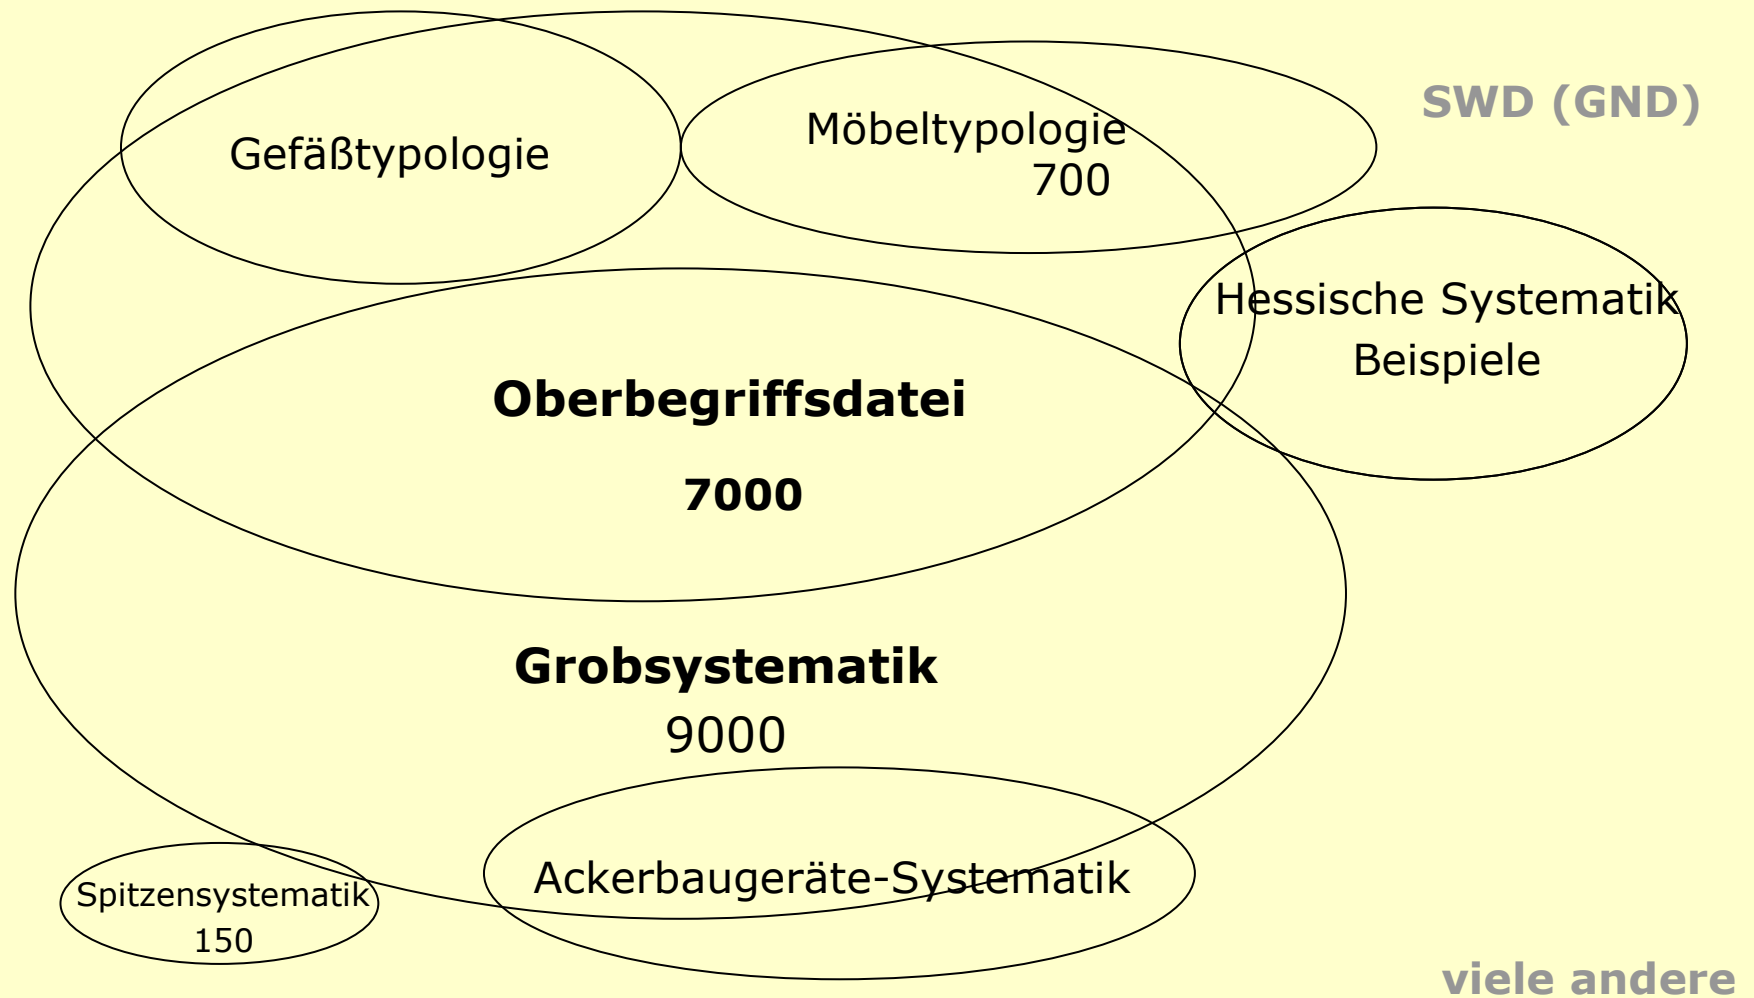 SWD (GND)
Gefäßtypologie
Möbeltypologie
700
Hessische Systematik
Beispiele
Oberbegriffsdatei
7000
Grobsystematik
9000
Ackerbaugeräte-Systematik
Spitzensystematik
150
viele andere